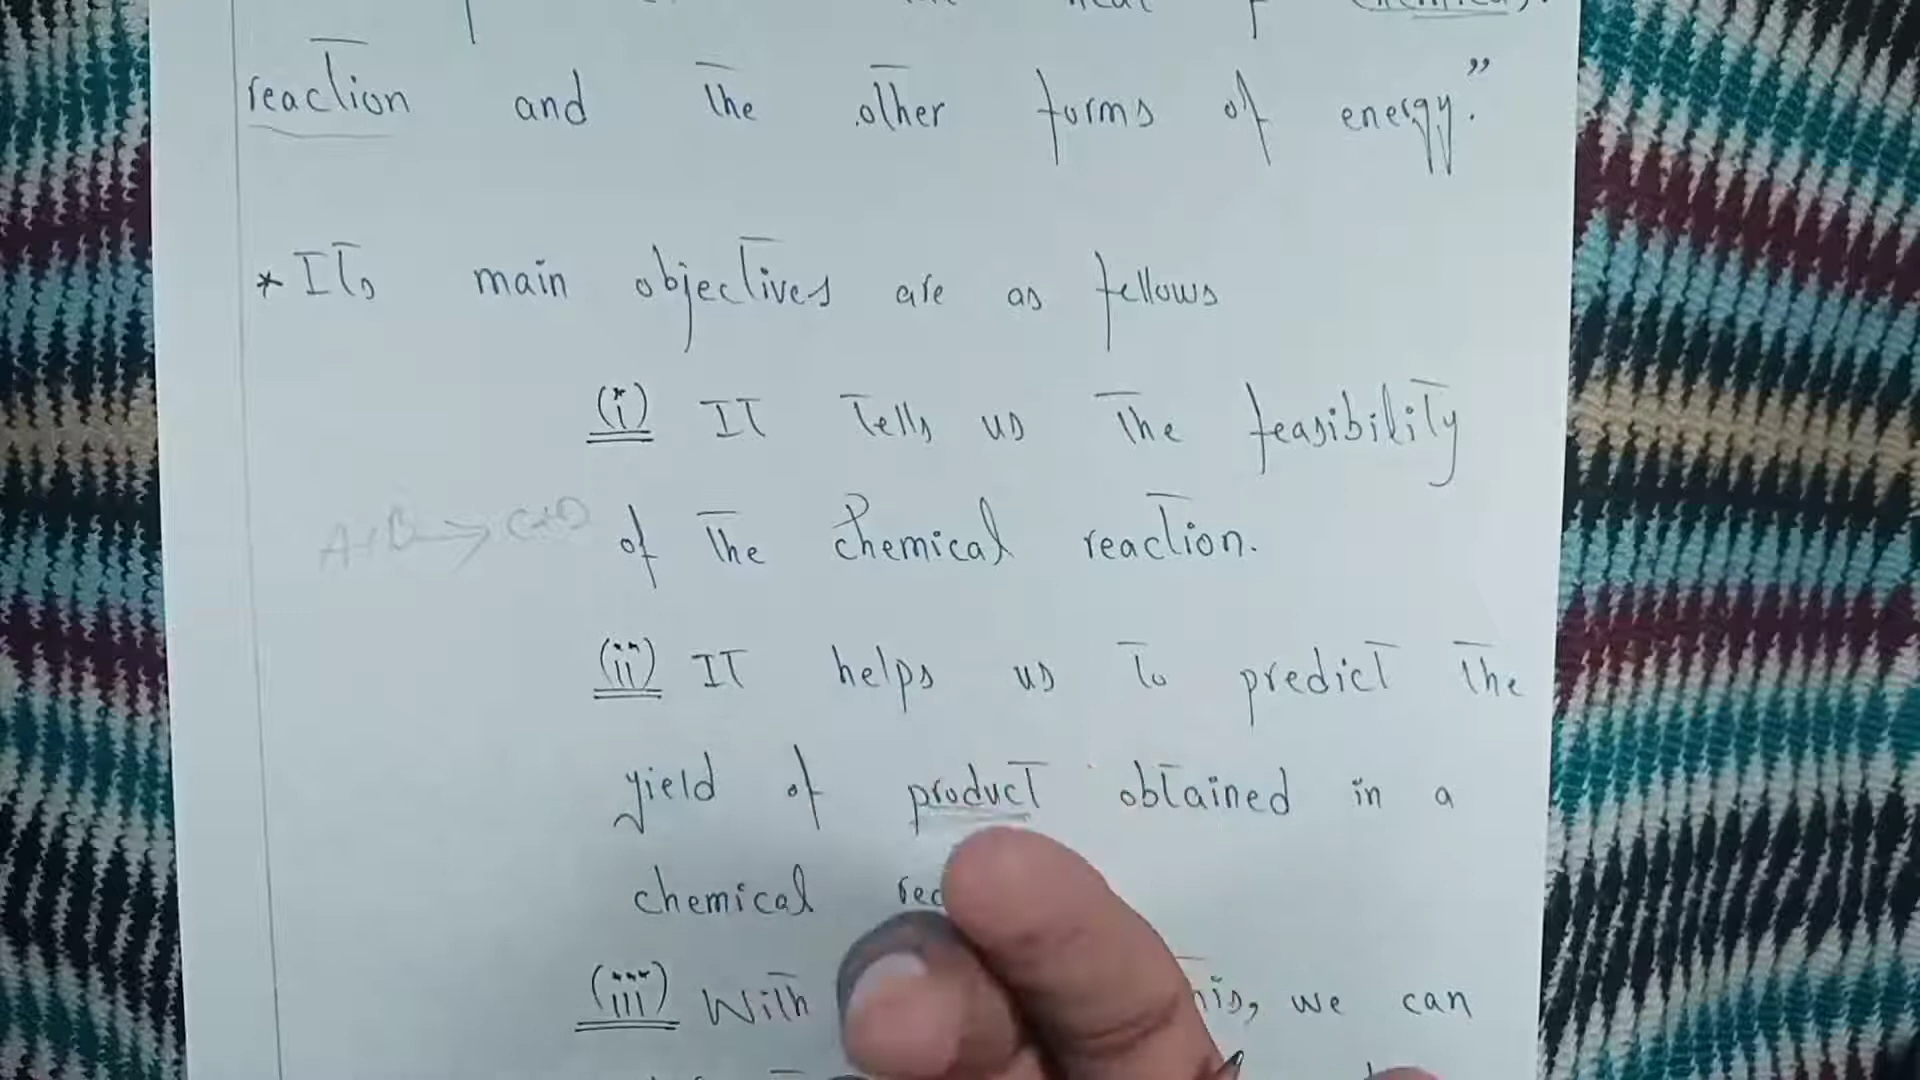 reaction and the other forms of energy."
* Its main objectives are as follows
(i) It tells us the feasibility
A+B → C+D of the chemical reaction.
(ii) It helps us to predict the
yield of product obtained in a
chemical
(iii) With we can